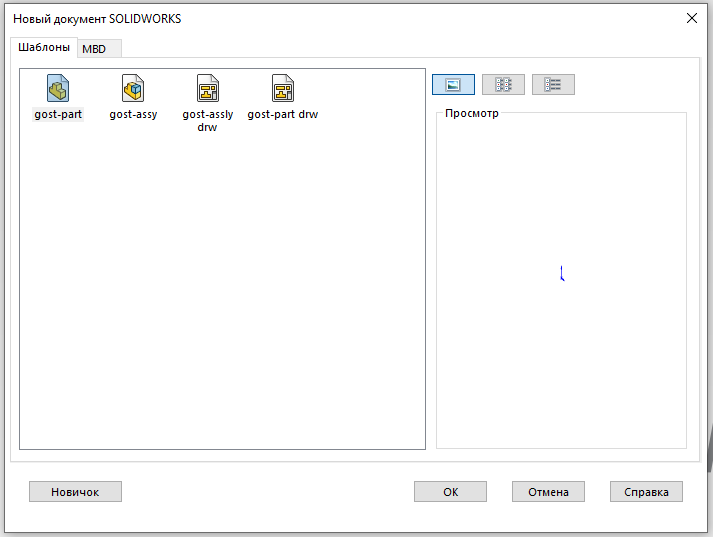 Новый документ SOLIDWORKS
Шаблоны
MBD
gost-part
gost-assy
gost-assly
drw
gost-part drw
Просмотр
Новичок
OK
Отмена
Справка